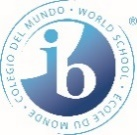 COLEGIO DEL MUNDO · WORLD SCHOOL · ÉCOLE DU MONDE ·
ib
®